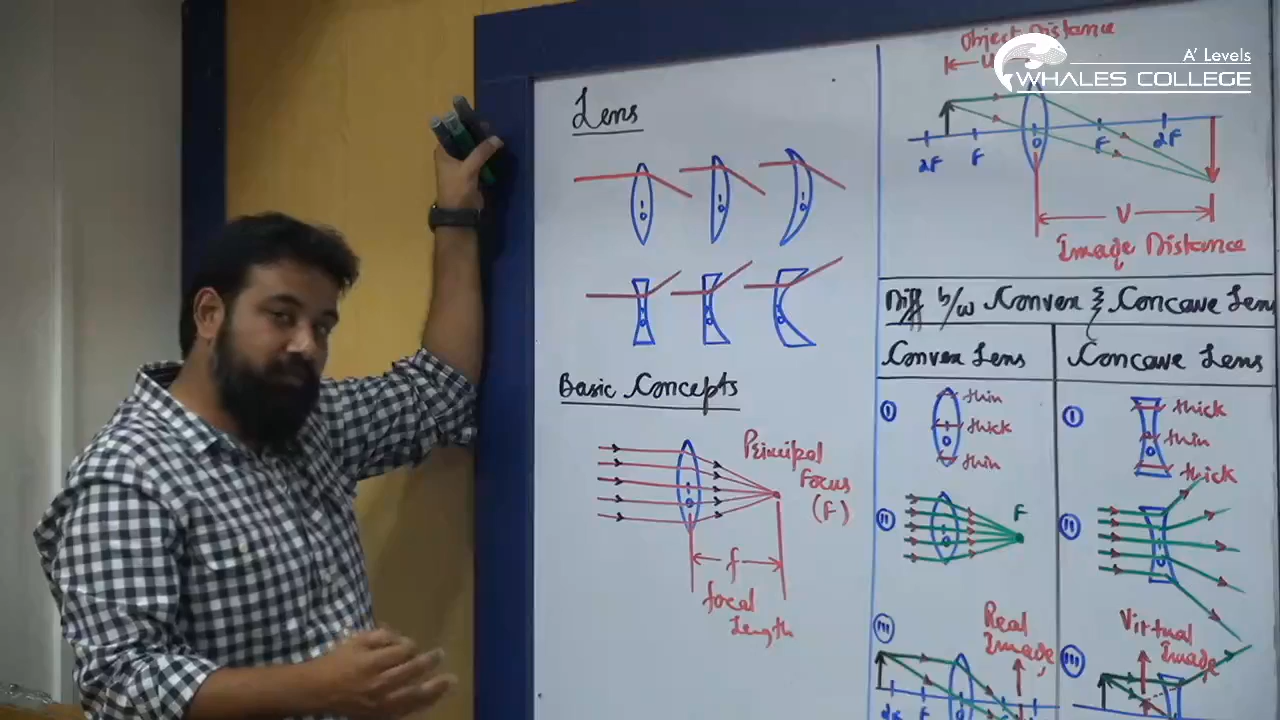 A' Levels
WHALES COLLEGE
Lens
O
O
O
O
O
O
Basic Concepts
Principal
Focus
(F)
O
f
focal
Length
Object Distance
u
2F
F
O
F
2F
V
Image Distance
Diff b/w Convex & Concave Lens
Convex Lens
Concave Lens
I
thin
thick
O
thin
I
thick
thin
O
thick
II
F
O
II
O
III
Real
Image
2F
F
O
III
Virtual
Image